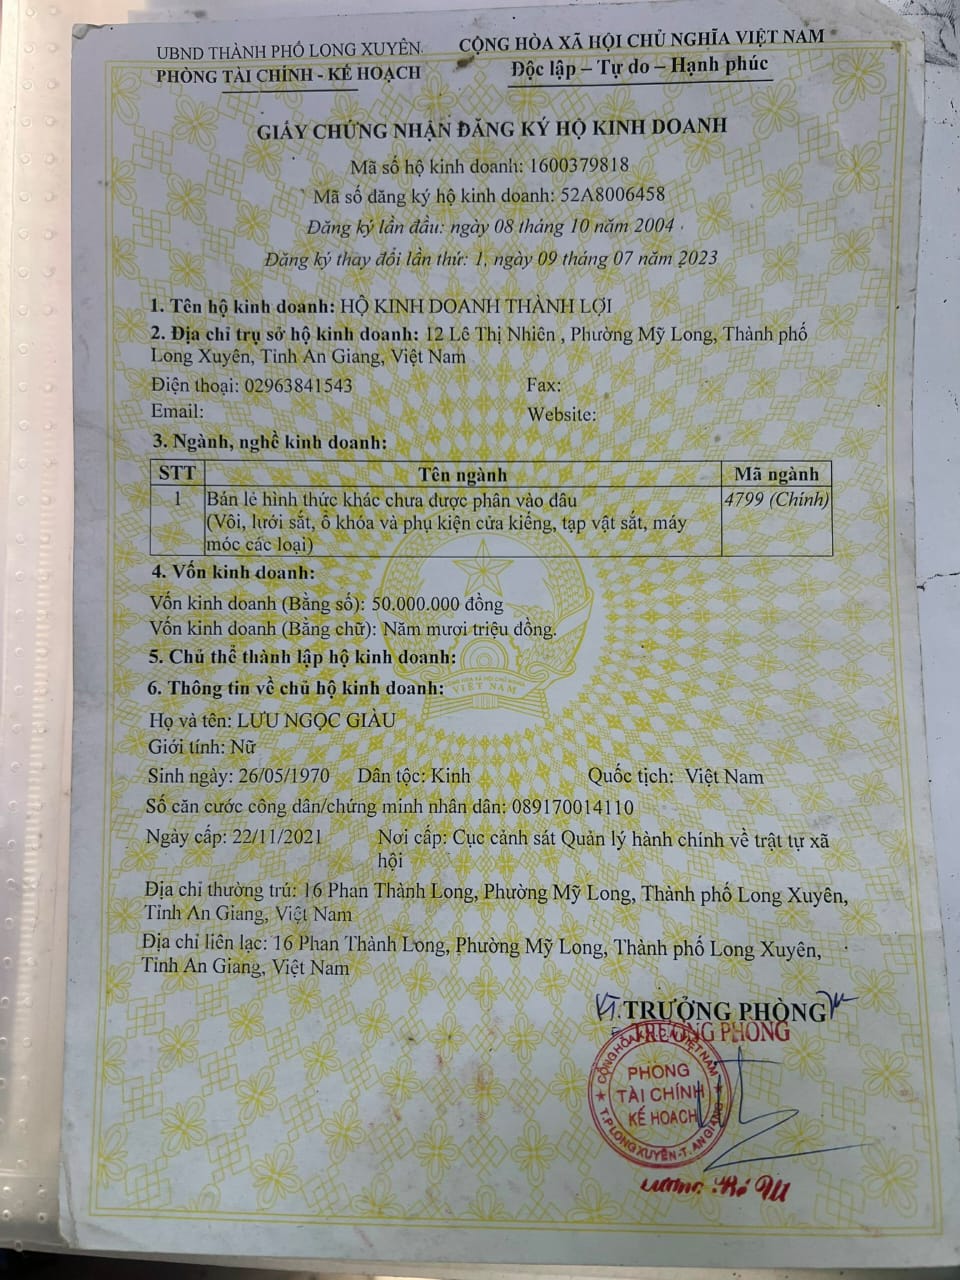 UBND THÀNH PHỐ LONG XUYÊN
PHÒNG TÀI CHÍNH - KẾ HOẠCH
CỘNG HÒA XÃ HỘI CHỦ NGHĨA VIỆT NAM
Độc lập – Tự do – Hạnh phúc
GIẤY CHỨNG NHẬN ĐĂNG KÝ HỘ KINH DOANH
Mã số hộ kinh doanh: 1600379818
Mã số đăng ký hộ kinh doanh: 52A8006458
Đăng ký lần đầu: ngày 08 tháng 10 năm 2004
Đăng ký thay đổi lần thứ: 1, ngày 09 tháng 07 năm 2023
1. Tên hộ kinh doanh: HỘ KINH DOANH THÀNH LỢI
2. Địa chỉ trụ sở hộ kinh doanh: 12 Lê Thị Nhiên , Phường Mỹ Long, Thành phố
Long Xuyên, Tỉnh An Giang, Việt Nam
Điện thoại: 02963841543 Fax:
Email: Website:
3. Ngành, nghề kinh doanh:
STT Tên ngành Mã ngành
1 Bán lẻ hình thức khác chưa được phân vào đâu 4799 (Chính)
(Vôi, lưới sắt, ổ khóa và phụ kiện cửa kiếng, tạp vật sắt, máy
móc các loại)
4. Vốn kinh doanh:
Vốn kinh doanh (Bằng số): 50.000.000 đồng
Vốn kinh doanh (Bằng chữ): Năm mươi triệu đồng.
5. Chủ thể thành lập hộ kinh doanh:
6. Thông tin về chủ hộ kinh doanh:
VIỆT NAM
Họ và tên: LƯU NGỌC GIÀU
Giới tính: Nữ
Sinh ngày: 26/05/1970 Dân tộc: Kinh Quốc tịch: Việt Nam
Số căn cước công dân/chứng minh nhân dân: 089170014110
Ngày cấp: 22/11/2021 Nơi cấp: Cục cảnh sát Quản lý hành chính về trật tự xã
hội
Địa chỉ thường trú: 16 Phan Thành Long, Phường Mỹ Long, Thành phố Long Xuyên,
Tỉnh An Giang, Việt Nam
Địa chỉ liên lạc: 16 Phan Thành Long, Phường Mỹ Long, Thành phố Long Xuyên,
Tỉnh An Giang, Việt Nam
KT. TRƯỞNG PHÒNG
TRƯỞNG PHÒNG
PHÒNG
TÀI CHÍNH
KẾ HOẠCH
T.P LONG XUYÊN - T. AN GIANG